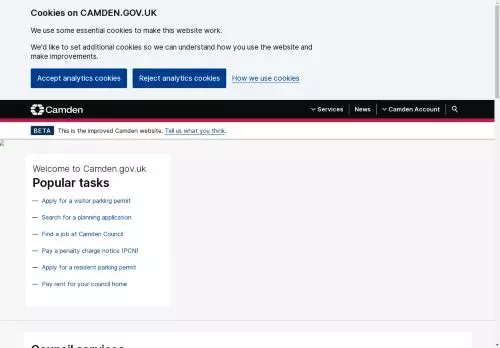 Cookies on CAMDEN.GOV.UK
We use some essential cookies to make this website work.
We'd like to set additional cookies so we can understand how you use the website and
make improvements.
Accept analytics cookies Reject analytics cookies How we use cookies
Camden Services News Camden Account
BETA This is the improved Camden website. Tell us what you think.
Welcome to Camden.gov.uk
Popular tasks
— Apply for a visitor parking permit
— Search for a planning application
— Find a job at Camden Council
— Pay a penalty charge notice (PCN)
— Apply for a resident parking permit
— Pay rent for your council home
Council services